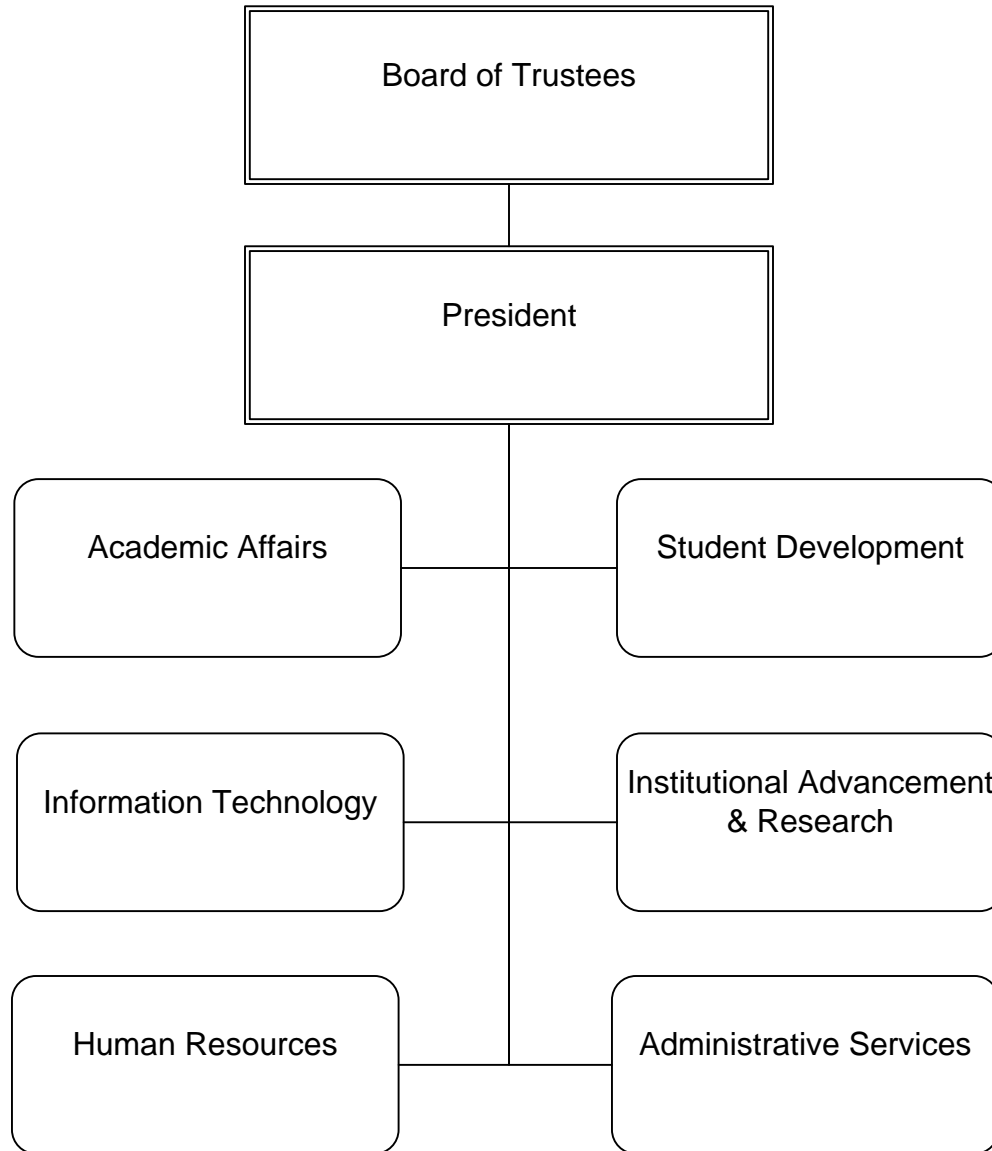 Board of Trustees
President
Academic Affairs
Student Development
Information Technology
Institutional Advancement
& Research
Human Resources
Administrative Services